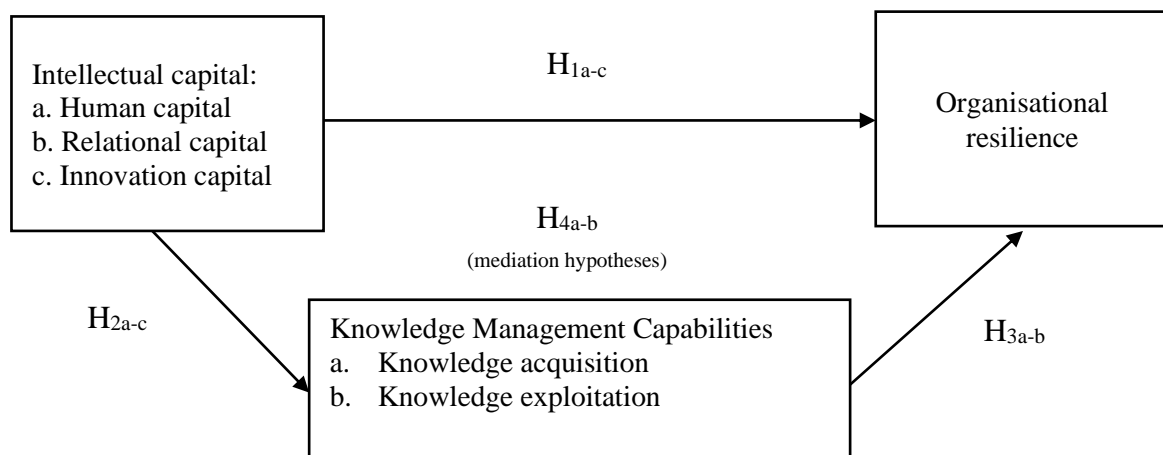 Intellectual capital:
a. Human capital
b. Relational capital
c. Innovation capital
H1a-c
Organisational
resilience
H4a-b
(mediation hypotheses)
H2a-c
H3a-b
Knowledge Management Capabilities
a. Knowledge acquisition
b. Knowledge exploitation